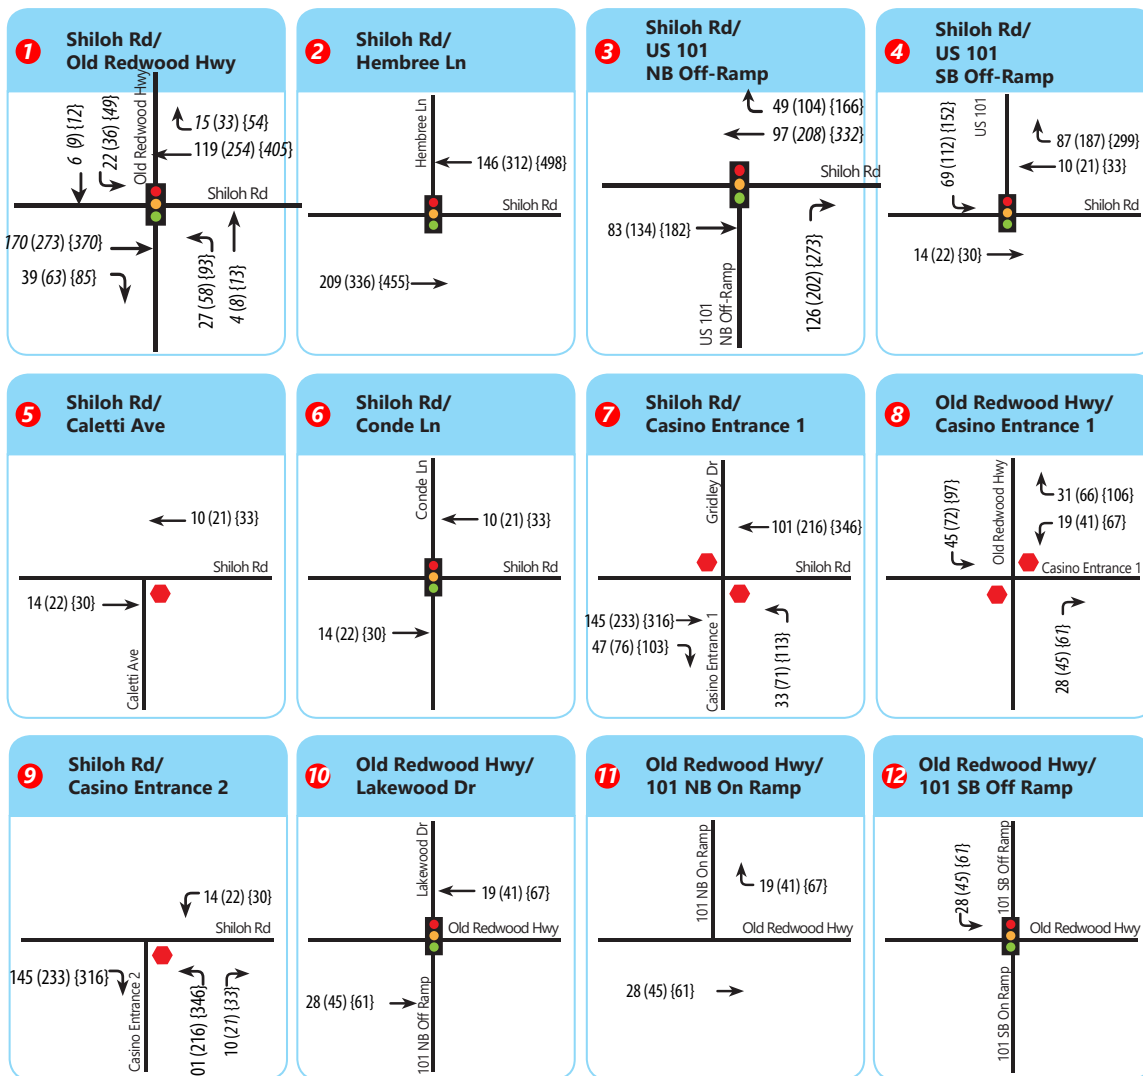 1
Shiloh Rd/
Old Redwood Hwy
Old Redwood Hwy
6 (9) {12}
22 (36) {49}
15 (33) {54}
119 (254) {405}
Shiloh Rd
170 (273) {370}
39 (63) {85}
27 (58) {93}
4 (8) {13}
2
Shiloh Rd/
Hembree Ln
Hembree Ln
146 (312) {498}
Shiloh Rd
209 (336) {455}
3
Shiloh Rd/
US 101
NB Off-Ramp
49 (104) {166}
97 (208) {332}
Shiloh Rd
83 (134) {182}
US 101
NB Off-Ramp
126 (202) {273}
4
Shiloh Rd/
US 101
SB Off-Ramp
69 (112) {152}
US 101
87 (187) {299}
10 (21) {33}
Shiloh Rd
14 (22) {30}
5
Shiloh Rd/
Caletti Ave
10 (21) {33}
Shiloh Rd
14 (22) {30}
Caletti Ave
6
Shiloh Rd/
Conde Ln
Conde Ln
10 (21) {33}
Shiloh Rd
14 (22) {30}
7
Shiloh Rd/
Casino Entrance 1
Gridley Dr
101 (216) {346}
Shiloh Rd
145 (233) {316}
47 (76) {103}
Casino Entrance 1
33 (71) {113}
8
Old Redwood Hwy/
Casino Entrance 1
45 (72) {97}
Old Redwood Hwy
31 (66) {106}
19 (41) {67}
Casino Entrance 1
28 (45) {61}
9
Shiloh Rd/
Casino Entrance 2
14 (22) {30}
Shiloh Rd
145 (233) {316}
Casino Entrance 2
01 (216) {346}
10 (21) {33}
10
Old Redwood Hwy/
Lakewood Dr
Lakewood Dr
19 (41) {67}
Old Redwood Hwy
28 (45) {61}
101 NB Off Ramp
11
Old Redwood Hwy/
101 NB On Ramp
101 NB On Ramp
19 (41) {67}
Old Redwood Hwy
28 (45) {61}
12
Old Redwood Hwy/
101 SB Off Ramp
28 (45) {61}
101 SB Off Ramp
Old Redwood Hwy
101 SB On Ramp